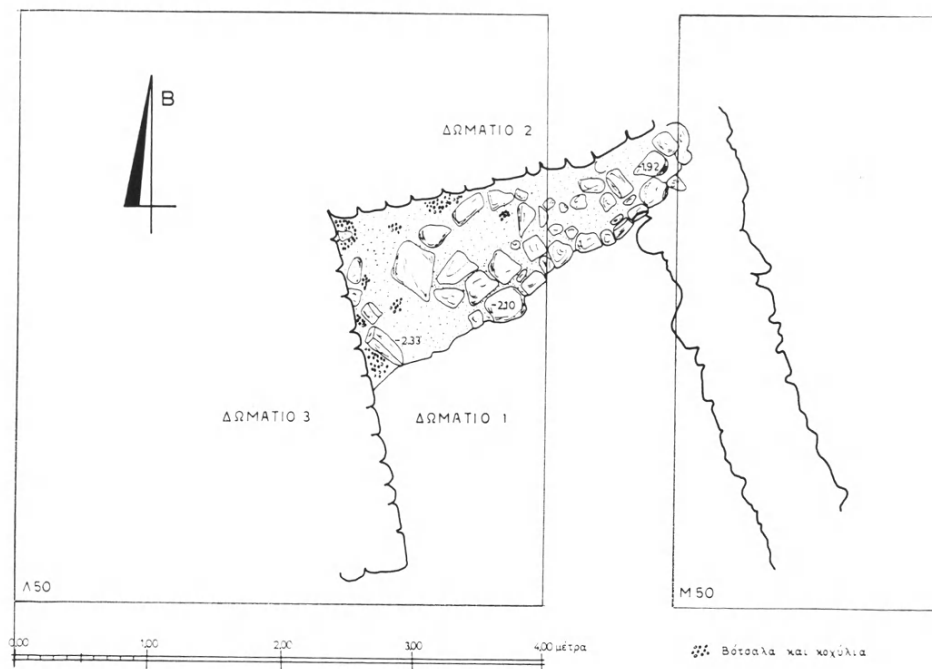 Β
ΔΩΜΑΤΙΟ 2
-1.92
-2.10
-2.33
ΔΩΜΑΤΙΟ 3
ΔΩΜΑΤΙΟ 1
Λ50
Μ50
0,00 1,00 2,00 3,00 4,00 μέτρα
Βότσαλα και κοχύλια